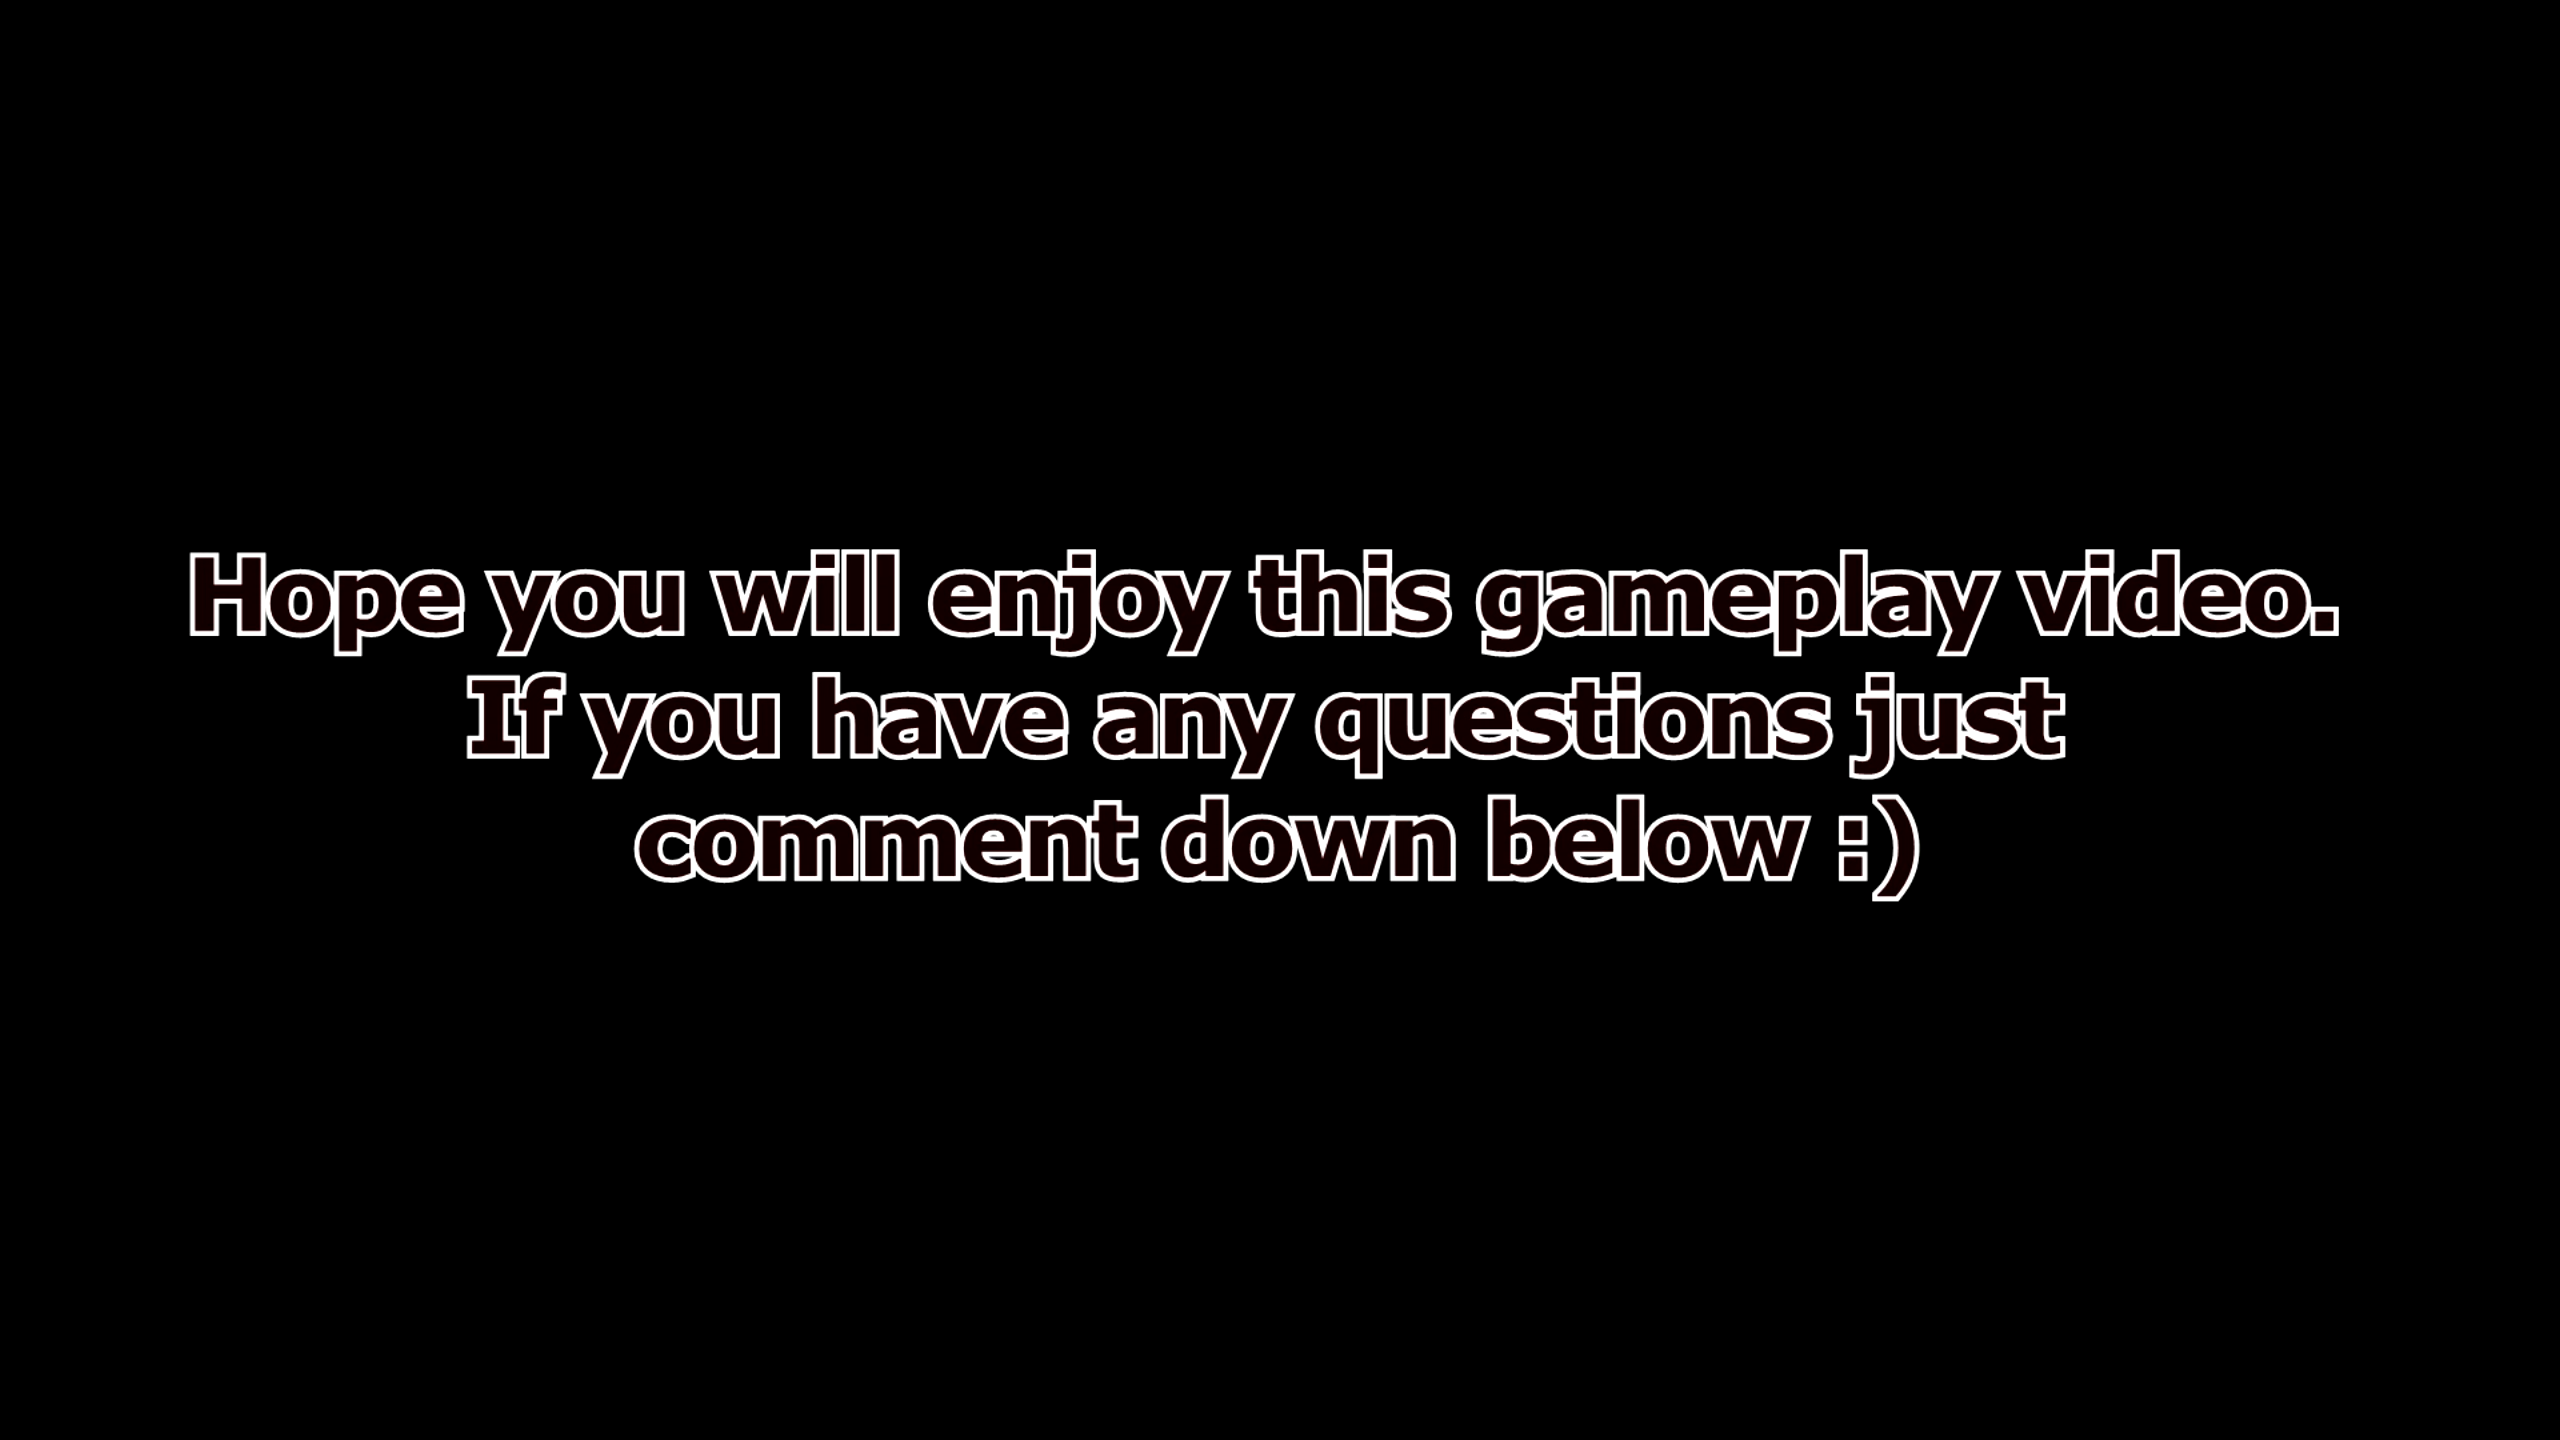 Hope you will enjoy this gameplay video.
If you have any questions just
comment down below :)